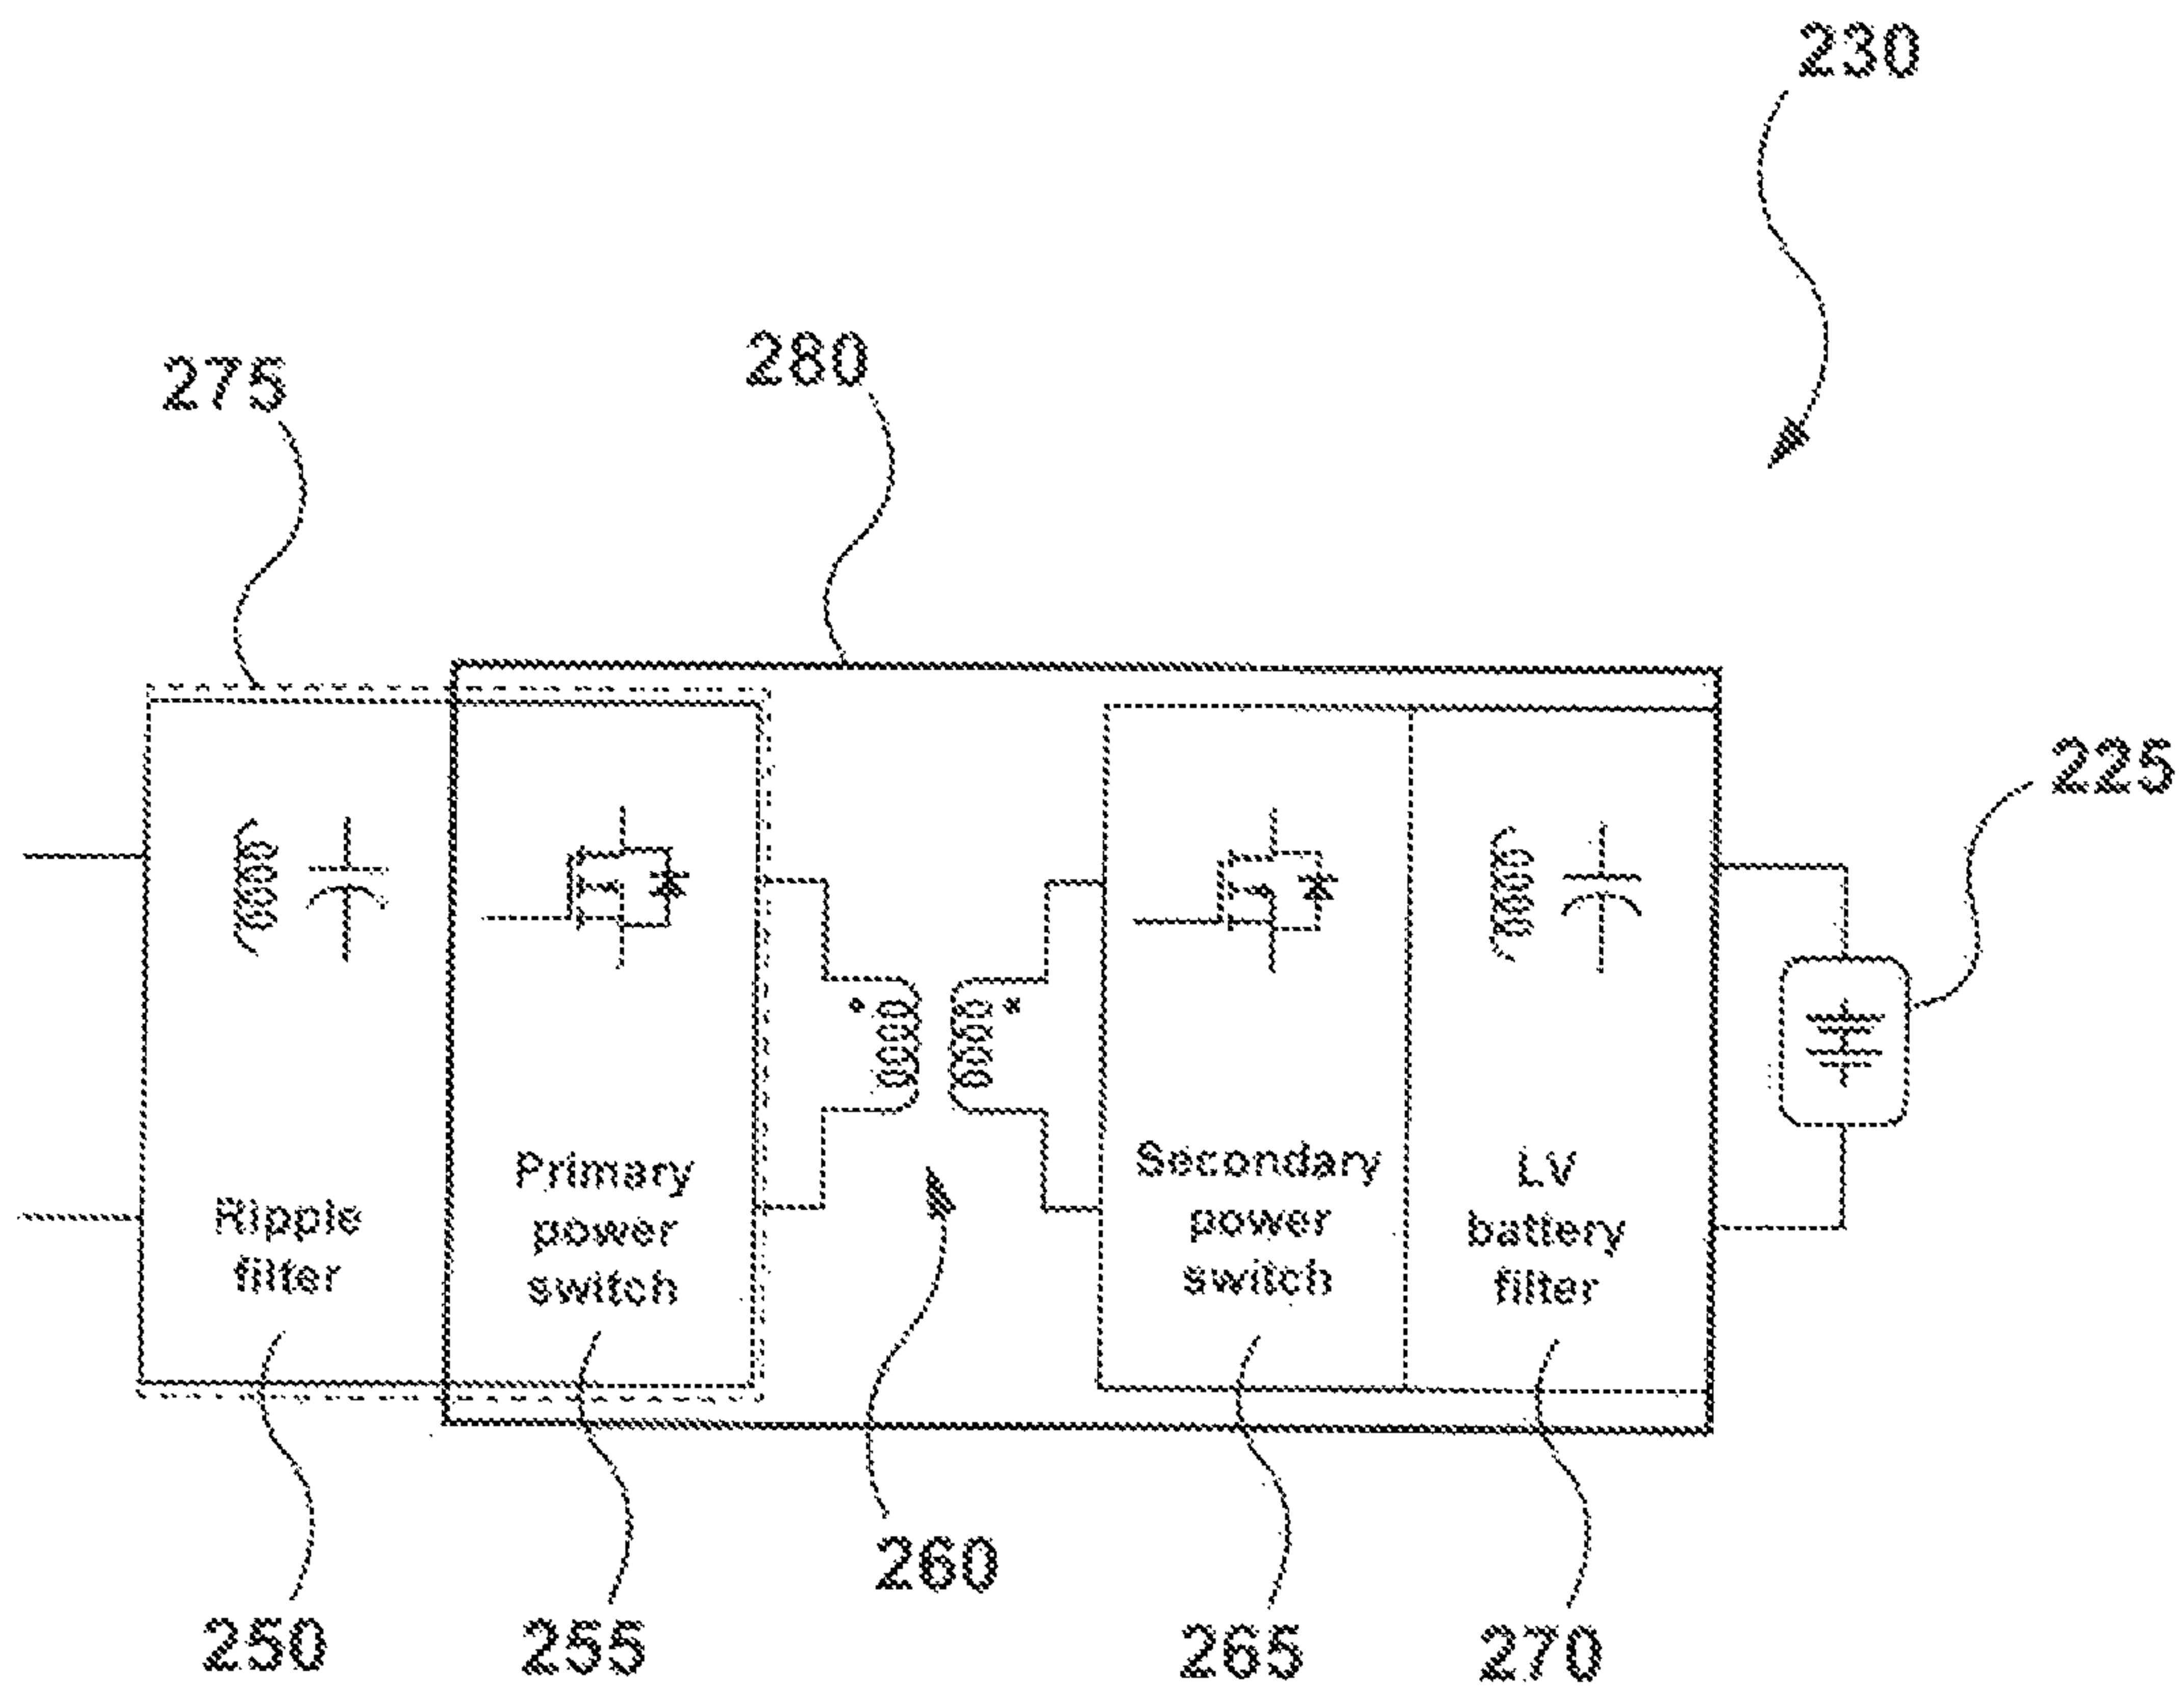 230
280
275
225
Primary
power
switch
Ripple
filter
Secondary
power
switch
LV
battery
filter
260
250
255
265
270